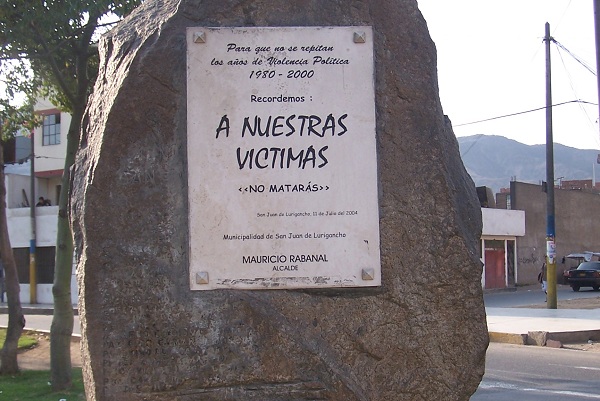 Para que no se repitan
los años de Violencia Política
1980 - 2000
Recordemos :
A NUESTRAS
VICTIMAS
<<NO MATARÁS>>
San Juan de Lurigancho, 11 de Julio del 2004
Municipalidad de San Juan de Lurigancho
MAURICIO RABANAL
ALCALDE